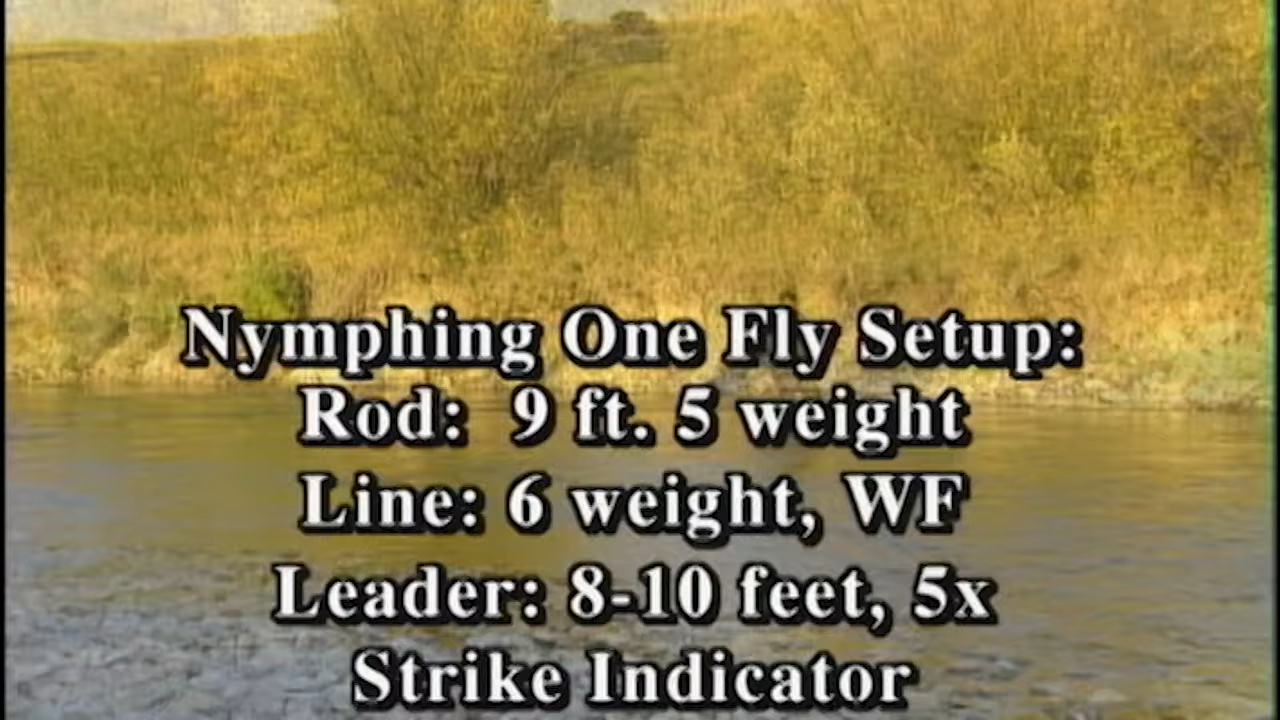 Nymphing One Fly Setup:
Rod:  9 ft. 5 weight
Line: 6 weight, WF
Leader: 8-10 feet, 5x
Strike Indicator